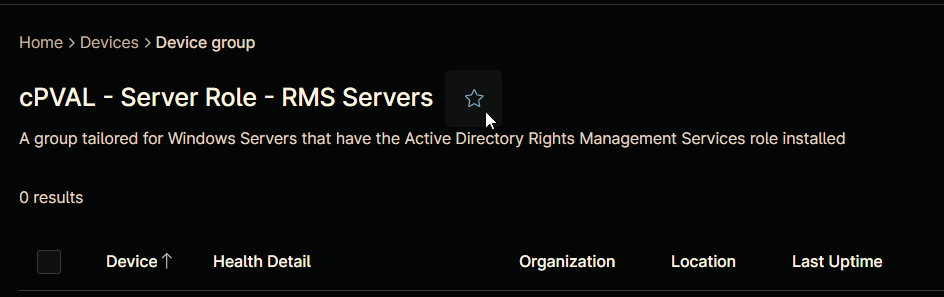 Home > Devices > Device group
cPVAL - Server Role - RMS Servers
A group tailored for Windows Servers that have the Active Directory Rights Management Services role installed
0 results
Device ↑ Health Detail Organization Location Last Uptime